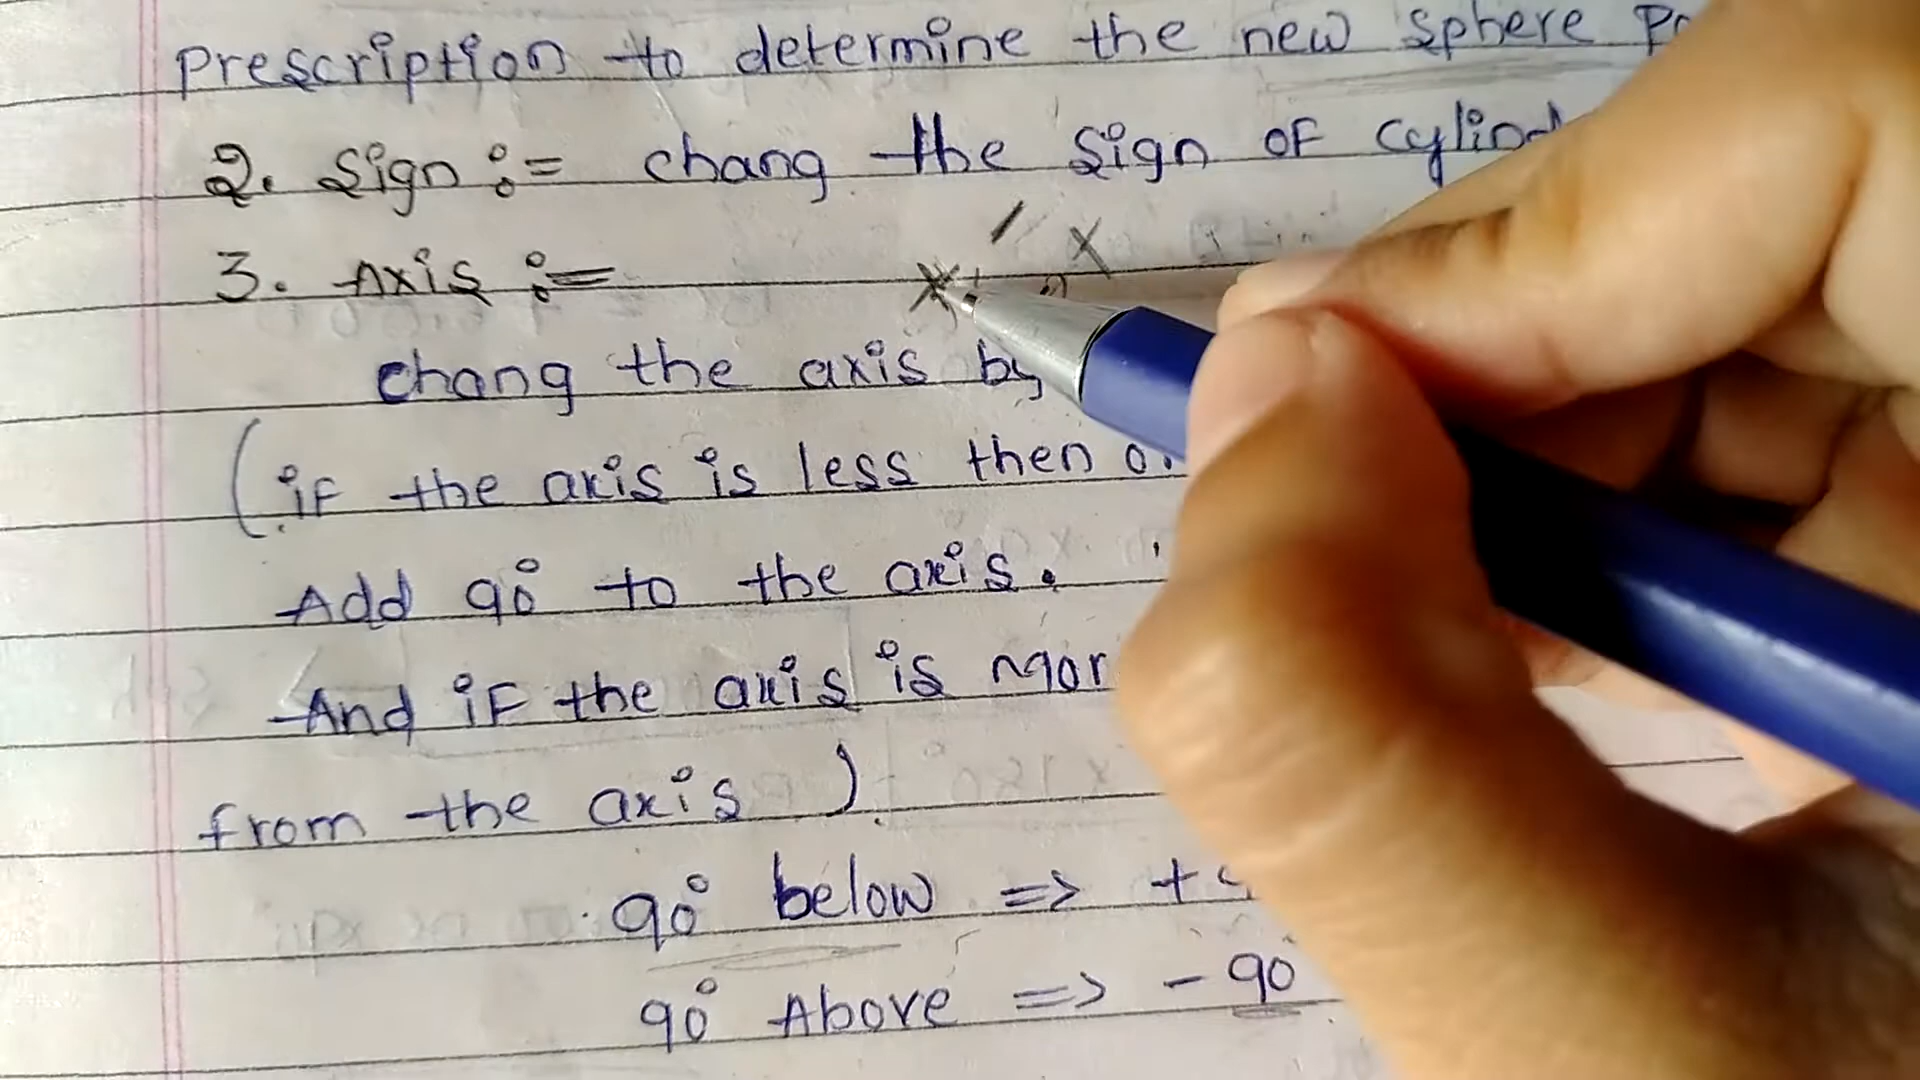 Prescription to determine the new sphere
2. Sign := chang the sign of
3. Axis :=
chang the axis by
(if the axis is less then
Add 90° to the axis.
And if the axis is
from the axis)
90° below =>
90° Above => - 90